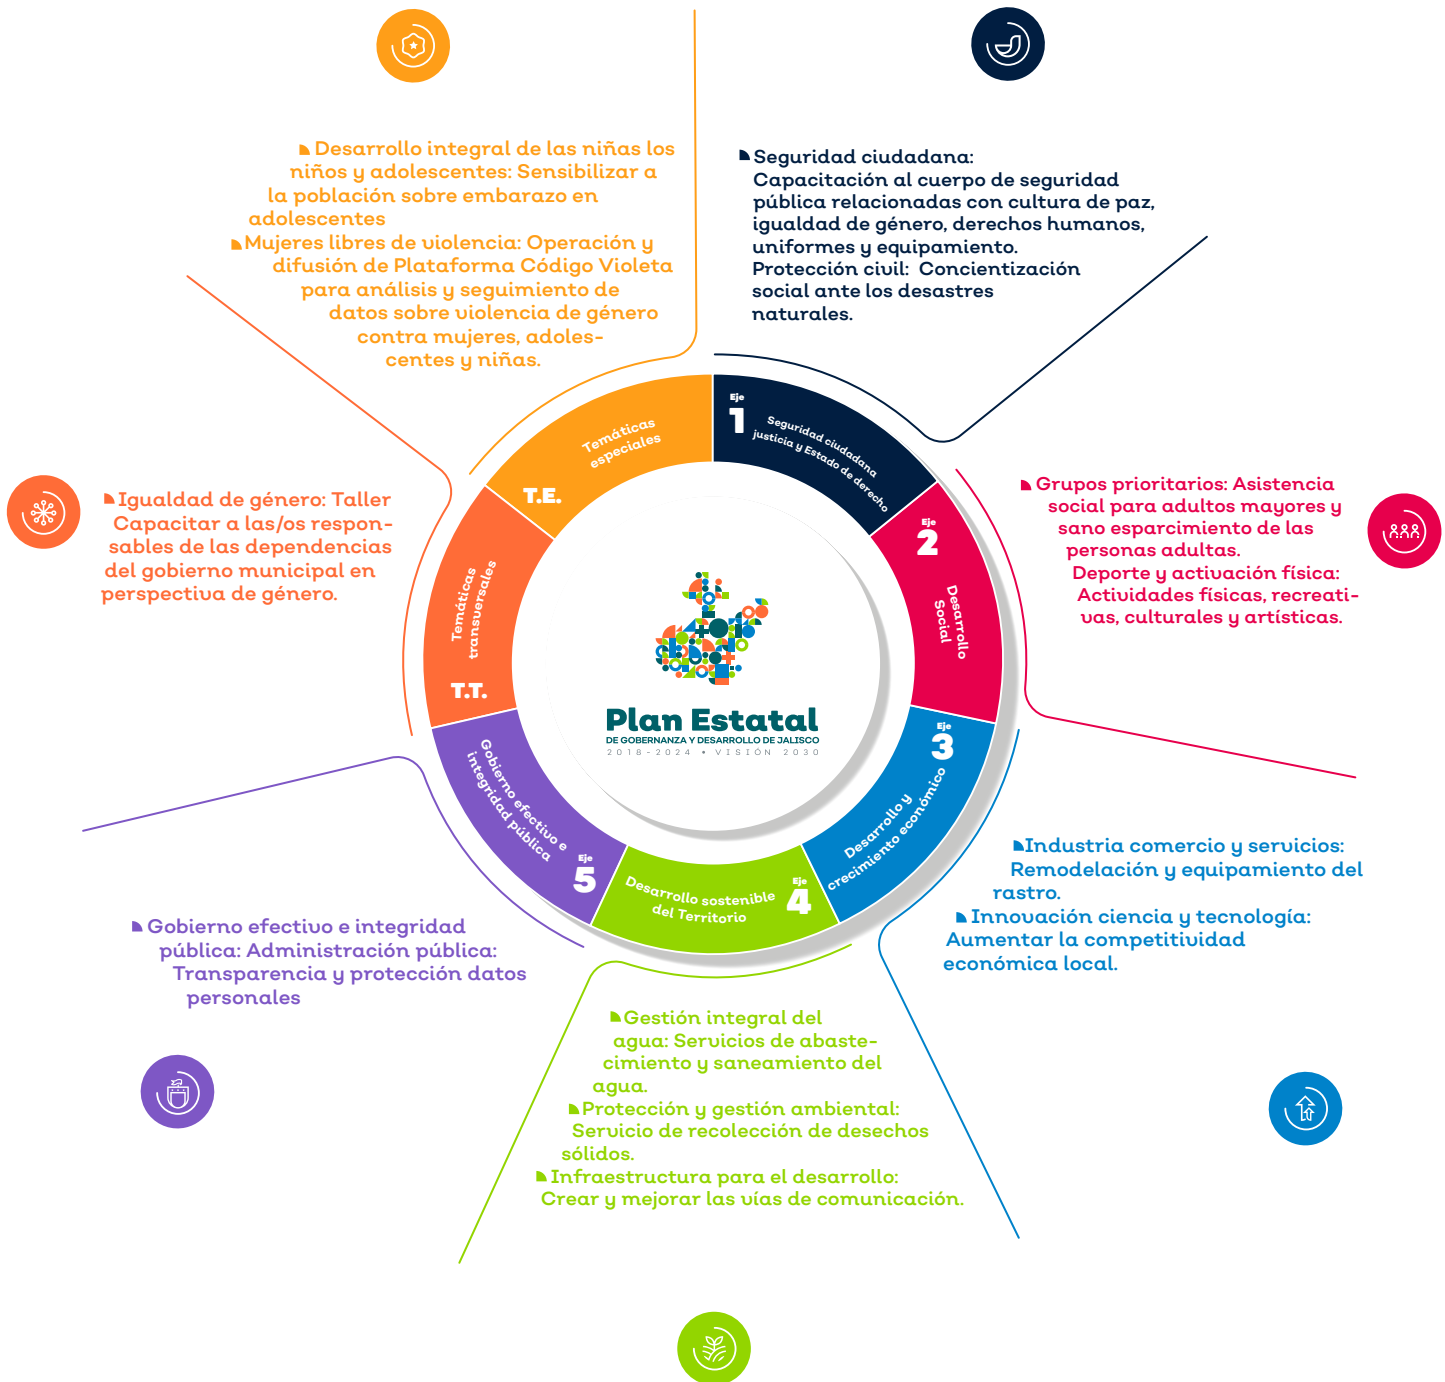 Desarrollo integral de las niñas los
niños y adolescentes: Sensibilizar a
la población sobre embarazo en
adolescentes
Mujeres libres de violencia: Operación y
difusión de Plataforma Código Violeta
para análisis y seguimiento de
datos sobre violencia de género
contra mujeres, adoles-
centes y niñas.
Seguridad ciudadana:
Capacitación al cuerpo de seguridad
pública relacionadas con cultura de paz,
igualdad de género, derechos humanos,
uniformes y equipamiento.
Protección civil: Concientización
social ante los desastres
naturales.
Igualdad de género: Taller
Capacitar a las/os respon-
sables de las dependencias
del gobierno municipal en
perspectiva de género.
Temáticas
especiales
T.E.
Eje
1
Seguridad ciudadana
justicia y Estado de derecho
Eje
2
Desarrollo
Social
Grupos prioritarios: Asistencia
social para adultos mayores y
sano esparcimiento de las
personas adultas.
Deporte y activación física:
Actividades físicas, recreati-
vas, culturales y artísticas.
Temáticas
transversales
T.T.
Plan Estatal
DE GOBERNANZA Y DESARROLLO DE JALISCO
2018-2024 • VISIÓN 2030
Eje
3
Desarrollo y
crecimiento económico
Gobierno efectivo e
integridad pública
Eje
5
Desarrollo sostenible
del Territorio
Eje
4
Industria comercio y servicios:
Remodelación y equipamiento del
rastro.
Innovación ciencia y tecnología:
Aumentar la competitividad
económica local.
Gobierno efectivo e integridad
pública: Administración pública:
Transparencia y protección datos
personales
Gestión integral del
agua: Servicios de abaste-
cimiento y saneamiento del
agua.
Protección y gestión ambiental:
Servicio de recolección de desechos
sólidos.
Infraestructura para el desarrollo:
Crear y mejorar las vías de comunicación.